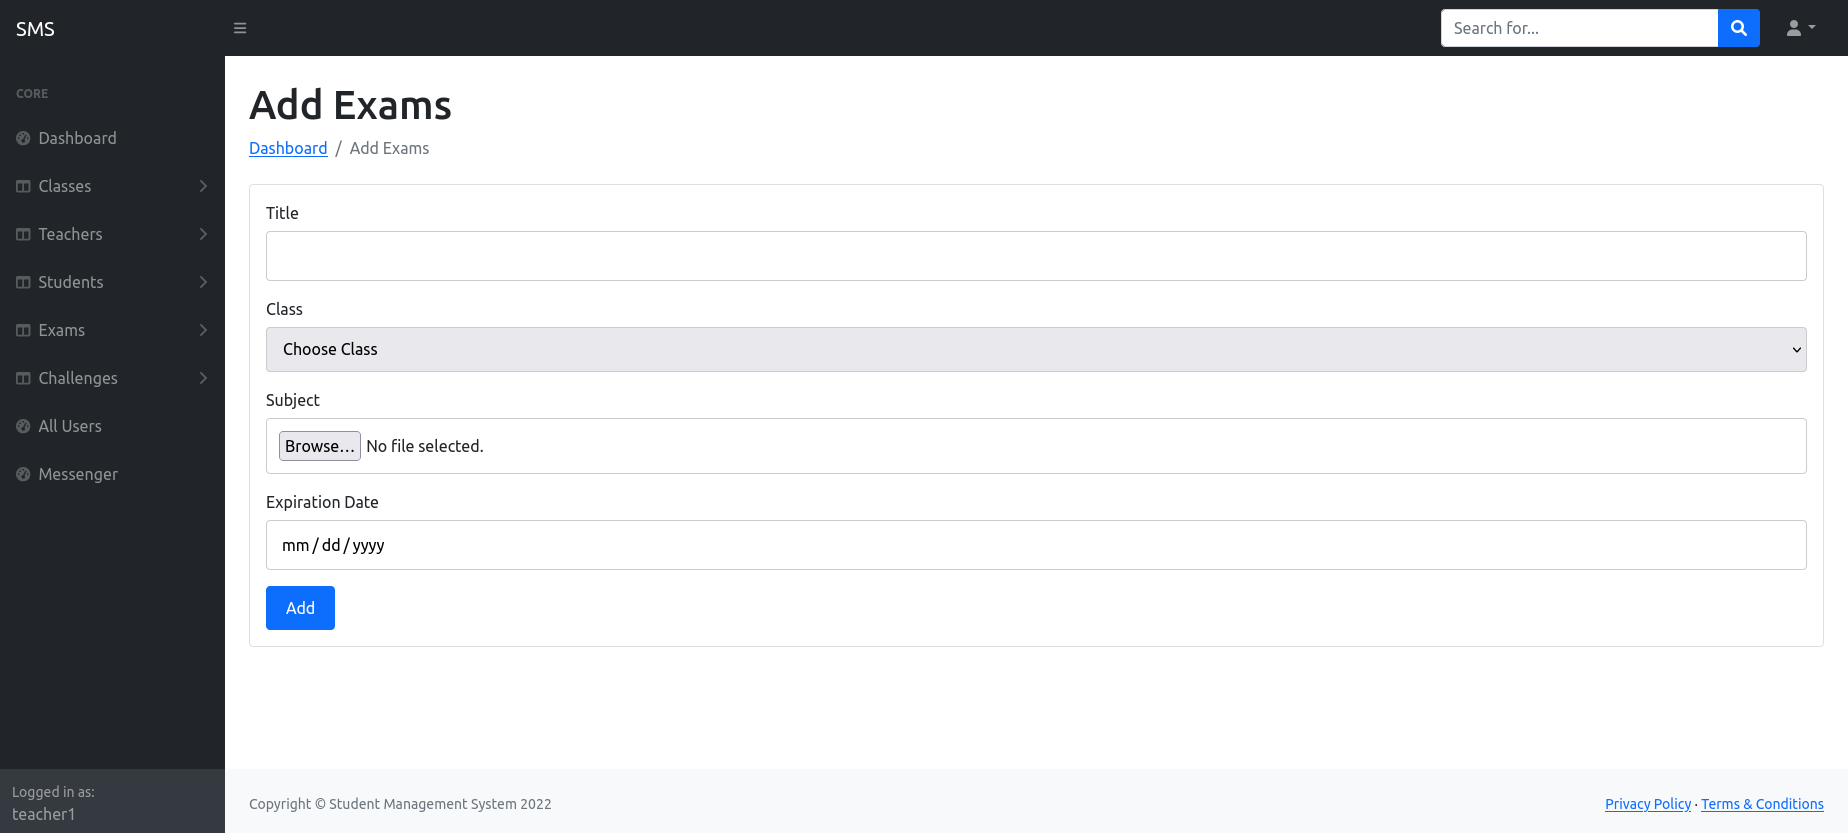 SMS
Search for...
CORE
Dashboard
Classes
Teachers
Students
Exams
Challenges
All Users
Messenger
Logged in as:
teacher1
Add Exams
Dashboard / Add Exams
Title
Class
Choose Class
Subject
Browse... No file selected.
Expiration Date
mm / dd / yyyy
Add
Copyright © Student Management System 2022
Privacy Policy · Terms & Conditions